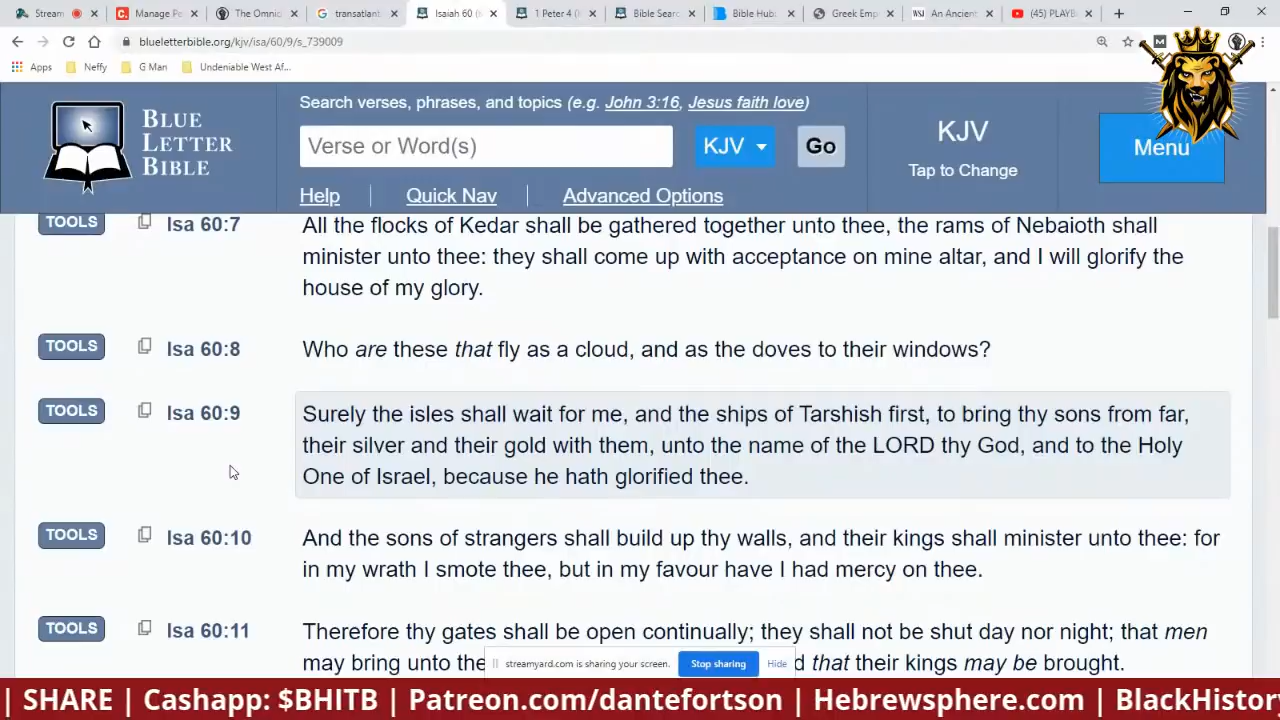 Stream
Manage Pe
The Omnic
transatlant
Isaiah 60 (
1 Peter 4 (
Bible Sear
Bible Hub
Greek Emp
WSJ
An Ancient
(45) PLAYB
blueletterbible.org/kjv/isa/60/9/s_739009
Apps
Neffy
G Man
Undeniable West Af...
BLUE
LETTER
BIBLE
Search verses, phrases, and topics (e.g. John 3:16, Jesus faith love)
Verse or Word(s)
KJV
Go
Help
Quick Nav
Advanced Options
KJV
Tap to Change
Menu
TOOLS Isa 60:7 All the flocks of Kedar shall be gathered together unto thee, the rams of Nebaioth shall
minister unto thee: they shall come up with acceptance on mine altar, and I will glorify the
house of my glory.
TOOLS Isa 60:8 Who are these that fly as a cloud, and as the doves to their windows?
TOOLS Isa 60:9 Surely the isles shall wait for me, and the ships of Tarshish first, to bring thy sons from far,
their silver and their gold with them, unto the name of the LORD thy God, and to the Holy
One of Israel, because he hath glorified thee.
TOOLS Isa 60:10 And the sons of strangers shall build up thy walls, and their kings shall minister unto thee: for
in my wrath I smote thee, but in my favour have I had mercy on thee.
TOOLS Isa 60:11 Therefore thy gates shall be open continually; they shall not be shut day nor night; that men
may bring unto the d that their kings may be brought.
streamyard.com is sharing your screen.
Stop sharing
Hide
| SHARE | Cashapp: $BHITB | Patreon.com/dantefortson | Hebrewsphere.com | BlackHistory